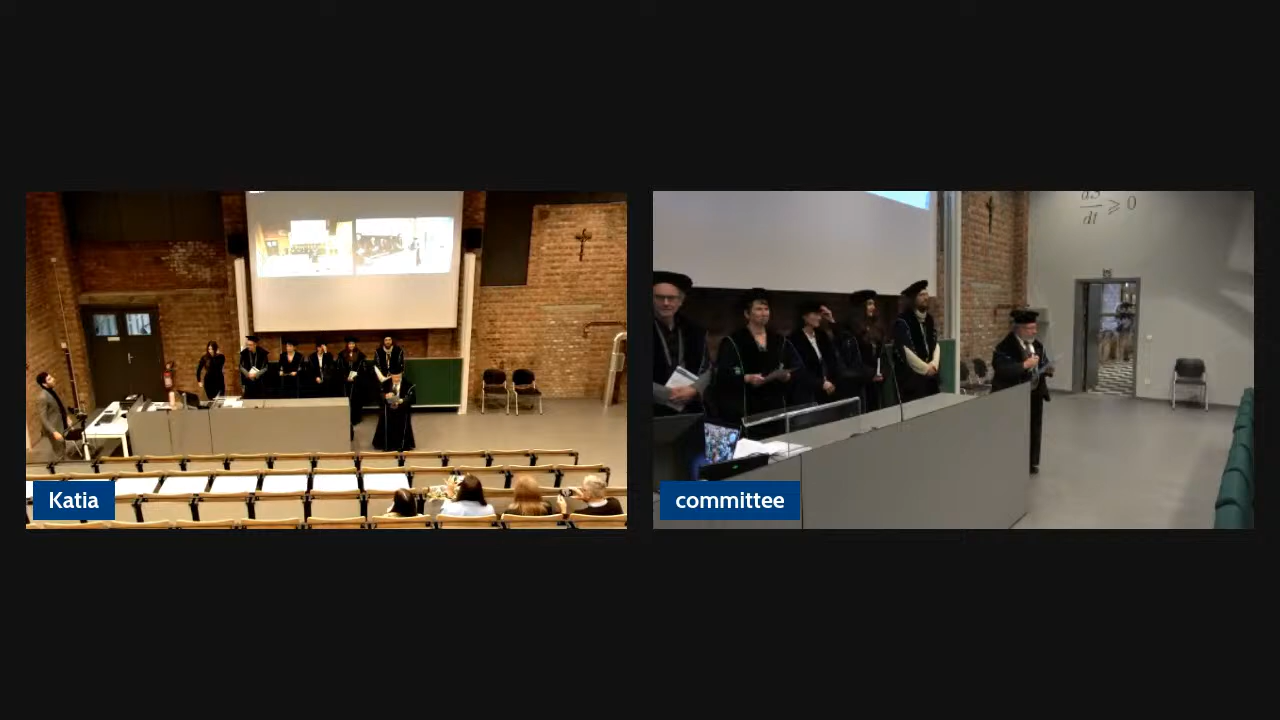 dS/dt ⩾ 0
Katia
committee